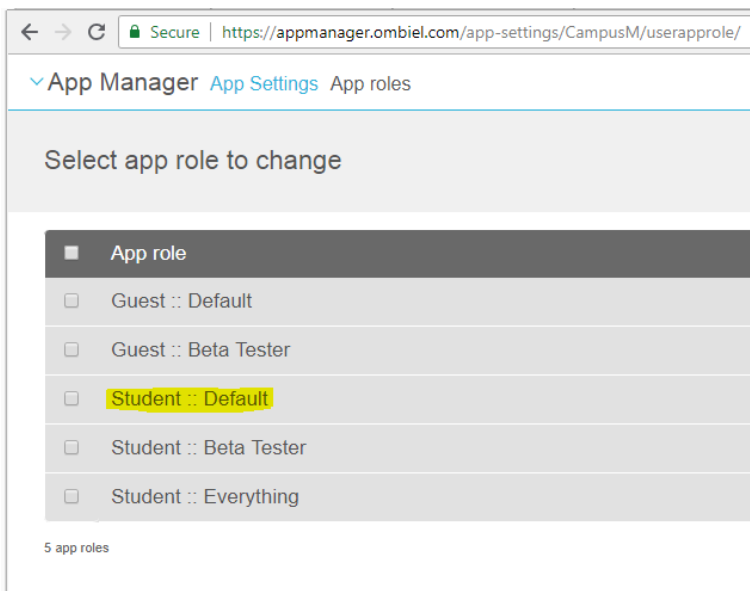 Secure | https://appmanager.ombiel.com/app-settings/CampusM/userapprole/
App Manager App Settings App roles
Select app role to change
App role
Guest :: Default
Guest :: Beta Tester
Student :: Default
Student :: Beta Tester
Student :: Everything
5 app roles